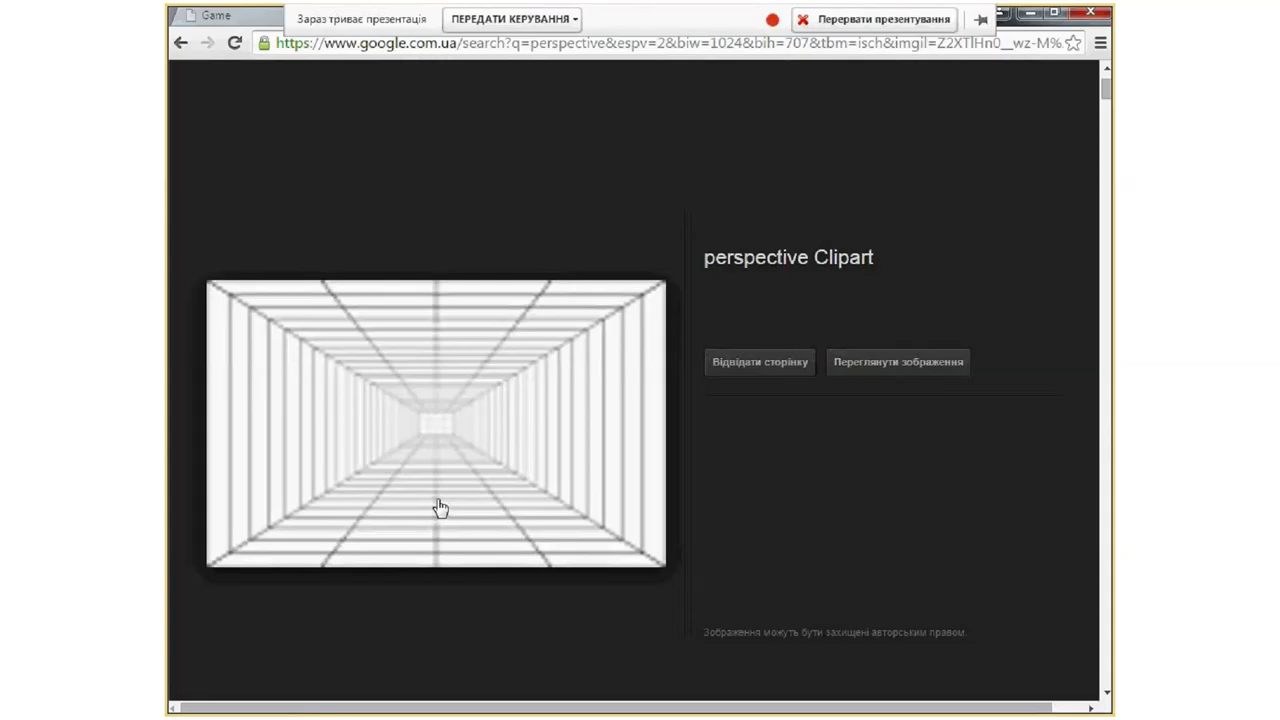 Game
Зараз триває презентація
ПЕРЕДАТИ КЕРУВАННЯ
Перервати презентування
https://www.google.com.ua/search?q=perspective&espv=2&biw=1024&bih=707&tbm=isch&imgil=Z2XTlHn0__wz-M%
perspective Clipart
Відвідати сторінку
Переглянути зображення
Зображення можуть бути захищені авторським правом.